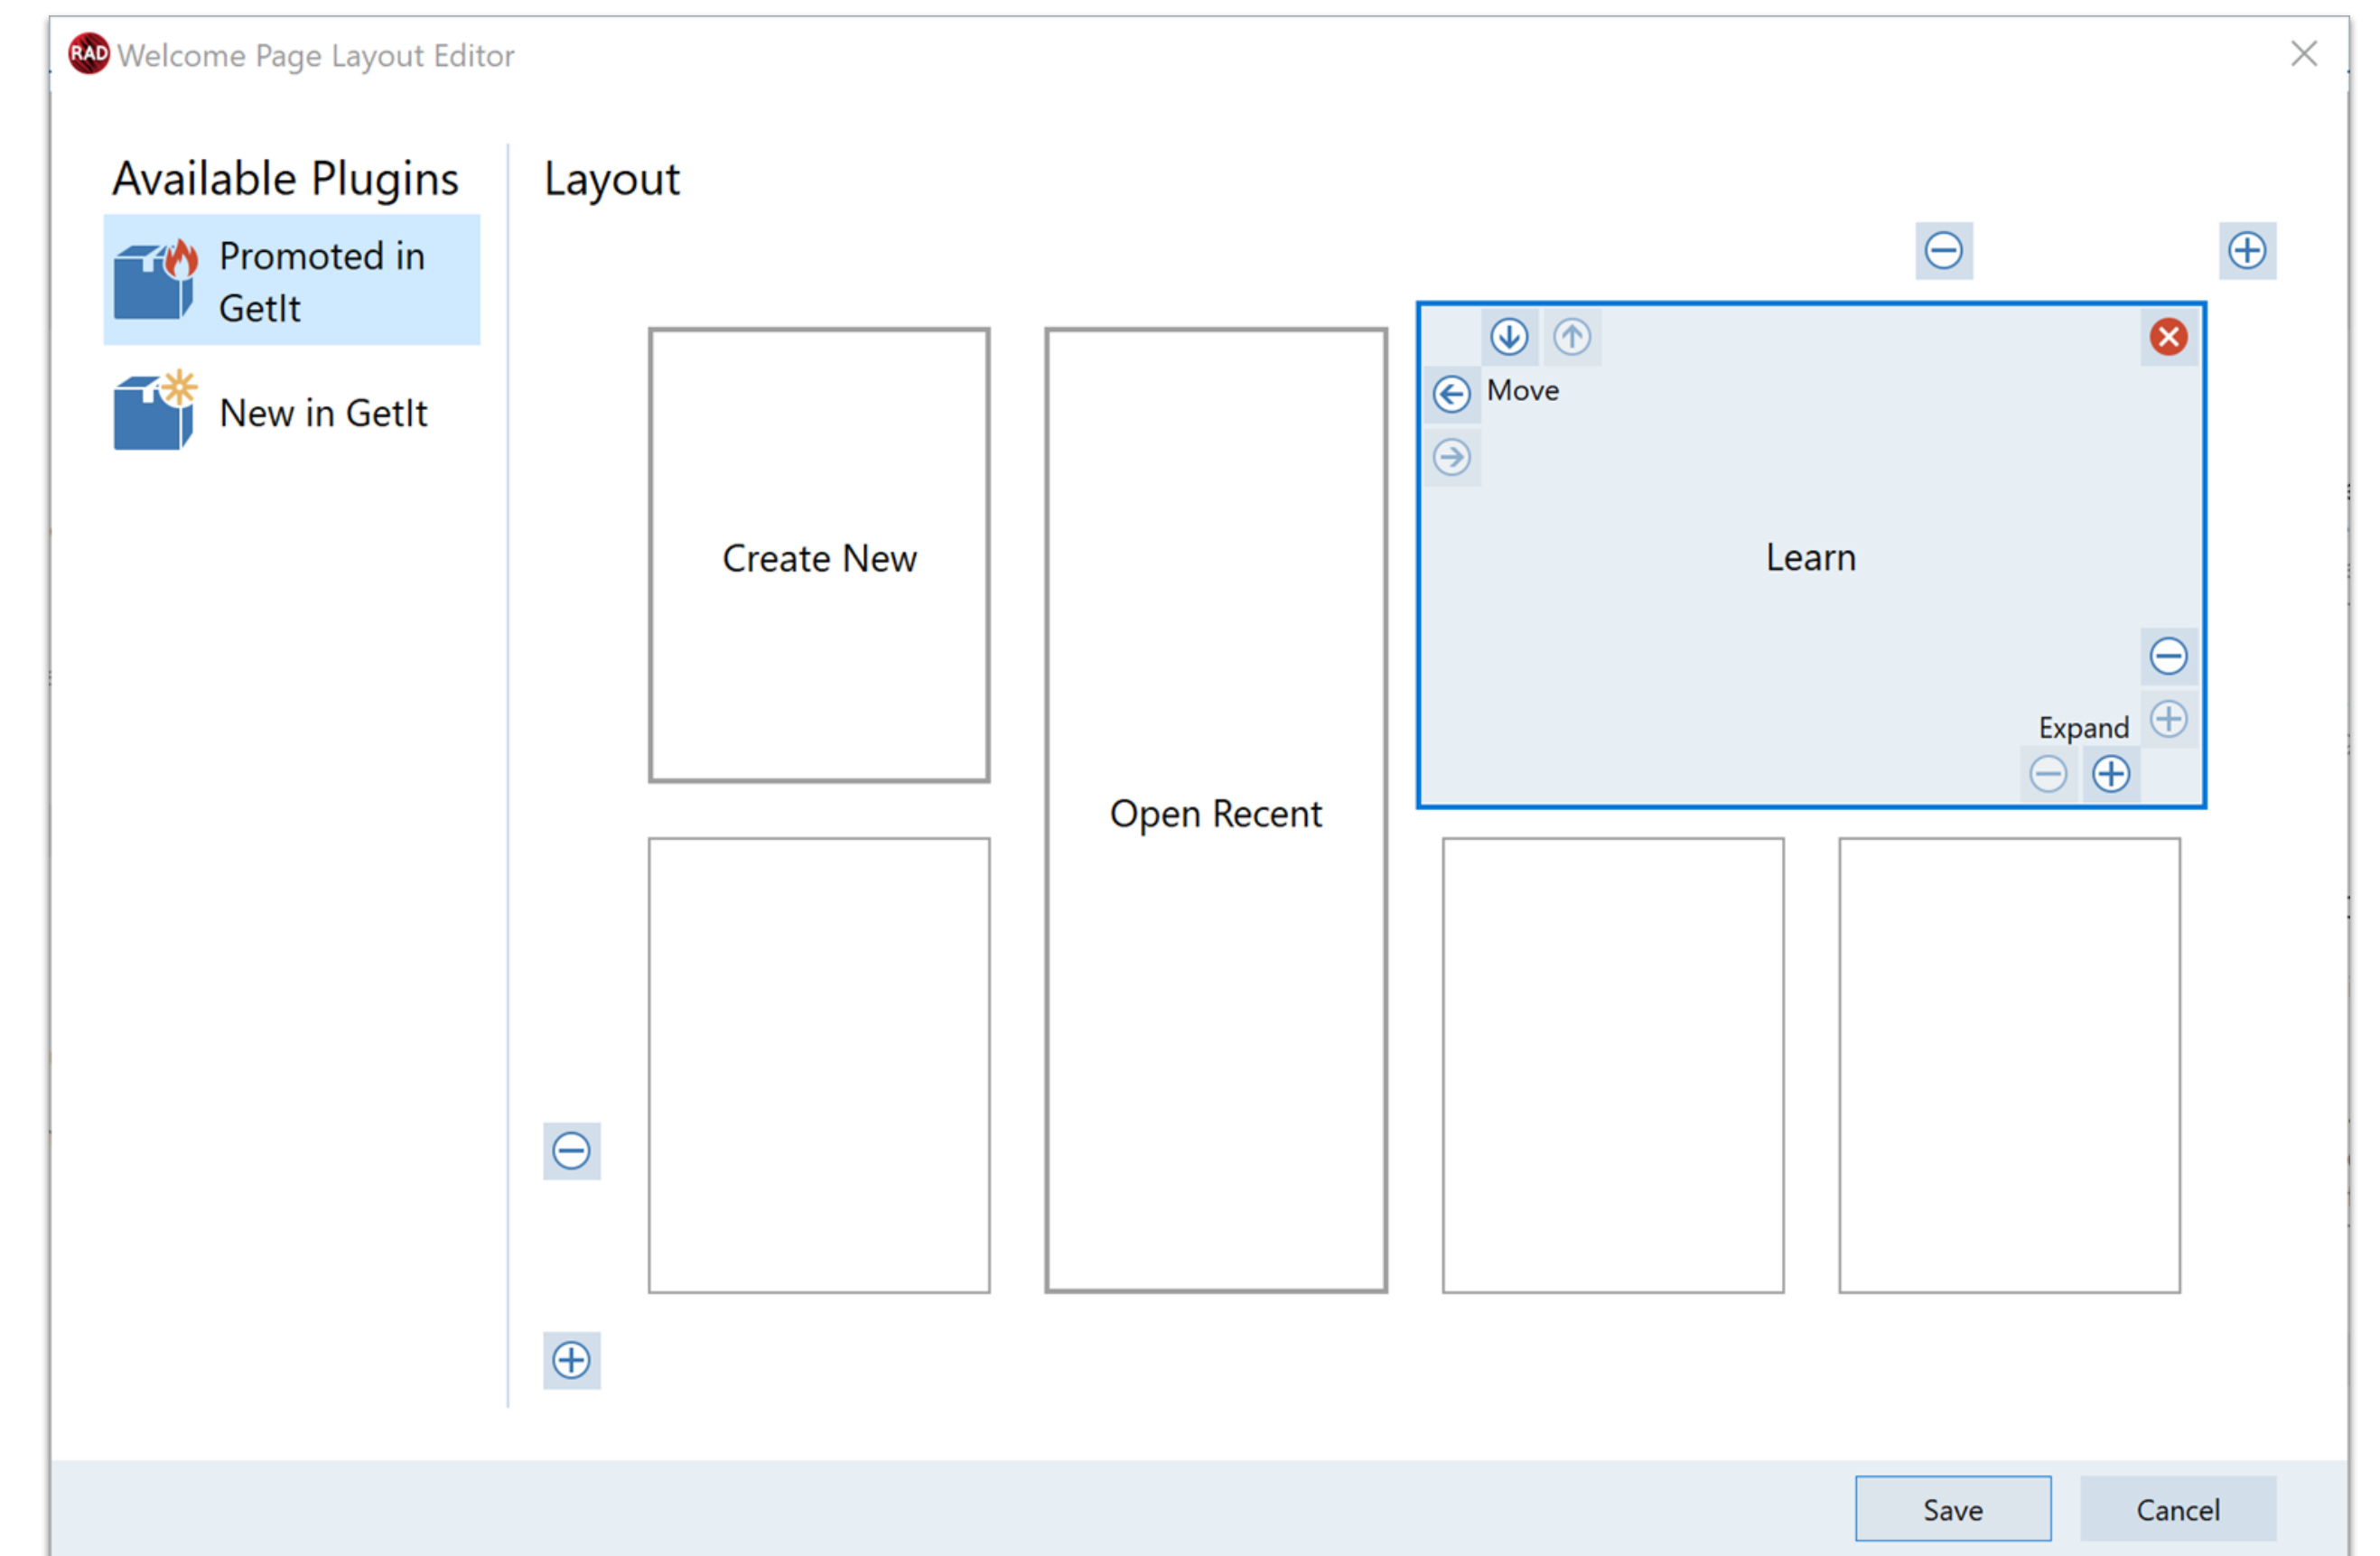 RAD Welcome Page Layout Editor
Available Plugins
Promoted in
GetIt
New in GetIt
Layout
Create New
Open Recent
Move
Learn
Expand
Save
Cancel